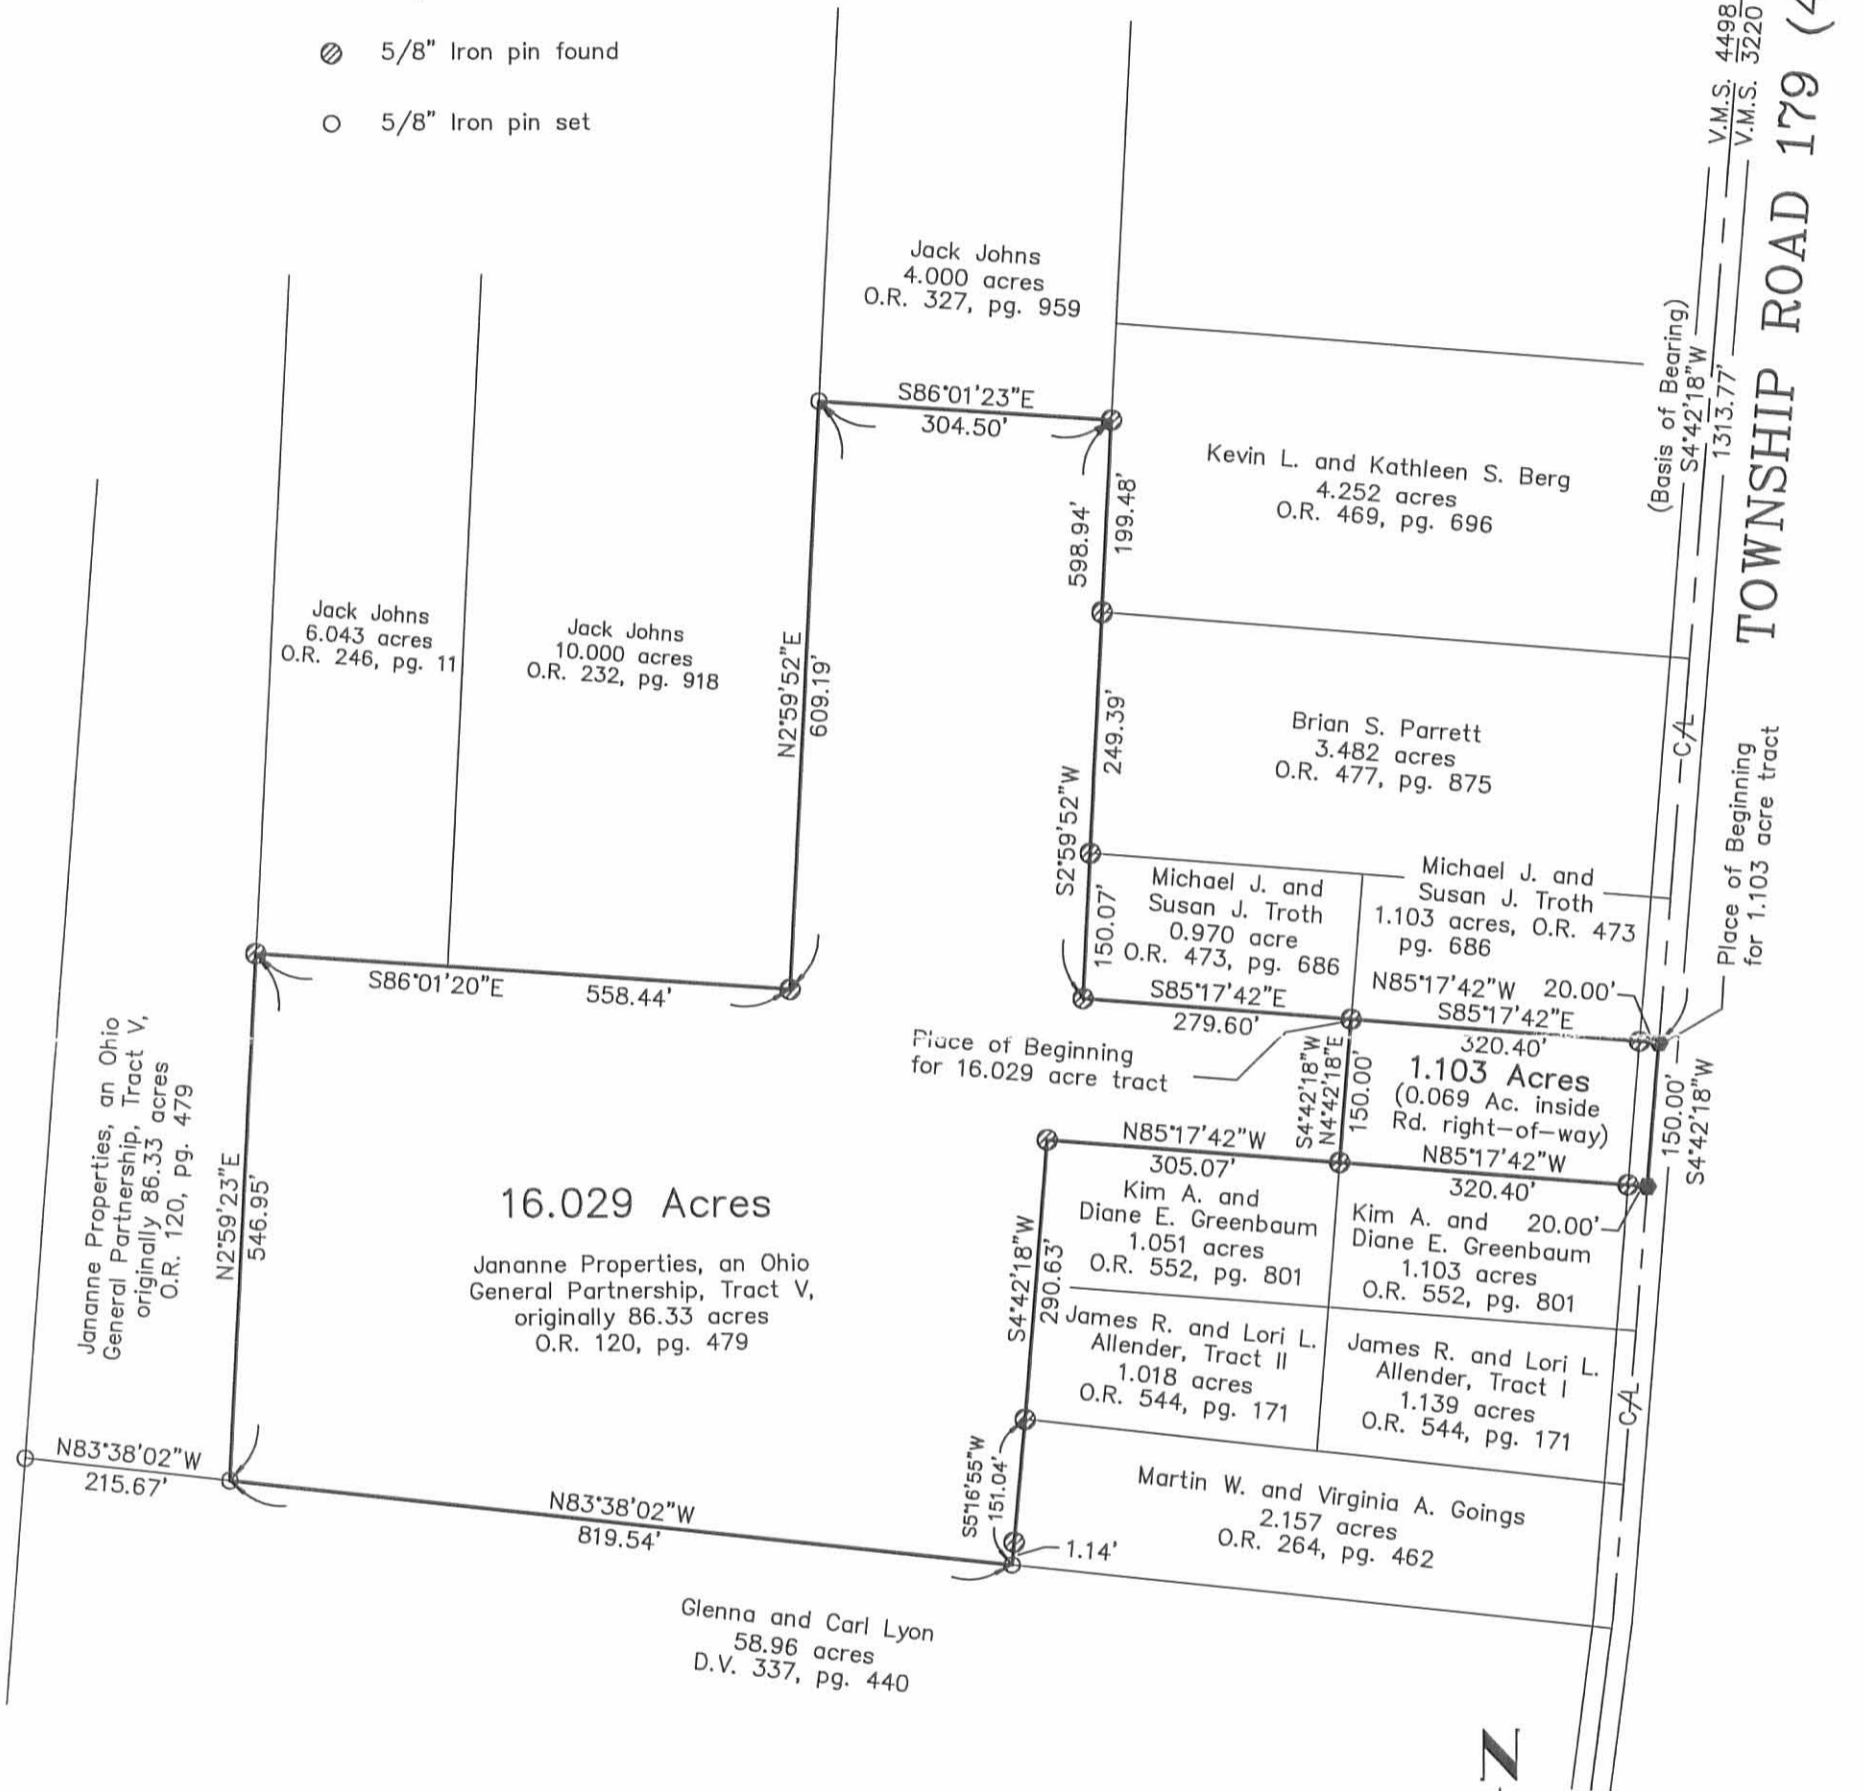 5/8" Iron pin found
5/8" Iron pin set
V.M.S. 4498
V.M.S. 3220
TOWNSHIP ROAD 179
(Basis of Bearing)
S4°42'18"W
1313.77'
Jack Johns
4.000 acres
O.R. 327, pg. 959
S86°01'23"E
304.50'
Kevin L. and Kathleen S. Berg
4.252 acres
O.R. 469, pg. 696
598.94'
199.48'
Jack Johns
6.043 acres
O.R. 246, pg. 11
Jack Johns
10.000 acres
O.R. 232, pg. 918
N2°59'52"E
609.19'
249.39'
S2°59'52"W
Brian S. Parrett
3.482 acres
O.R. 477, pg. 875
C/L
Place of Beginning
for 1.103 acre tract
150.07'
Michael J. and
Susan J. Troth
0.970 acre
O.R. 473, pg. 686
Michael J. and
Susan J. Troth
1.103 acres, O.R. 473
pg. 686
N85°17'42"W 20.00'
S85°17'42"E
320.40'
S86°01'20"E 558.44'
S85°17'42"E
279.60'
Place of Beginning
for 16.029 acre tract
S4°42'18"W
N4°42'18"E
150.00'
1.103 Acres
(0.069 Ac. inside
Rd. right-of-way)
N85°17'42"W
320.40'
150.00'
S4°42'18"W
N85°17'42"W
305.07'
Jananne Properties, an Ohio
General Partnership, Tract V,
originally 86.33 acres
O.R. 120, pg. 479
N2°59'23"E
546.95'
16.029 Acres
Jananne Properties, an Ohio
General Partnership, Tract V,
originally 86.33 acres
O.R. 120, pg. 479
S4°42'18"W
290.63'
Kim A. and
Diane E. Greenbaum
1.051 acres
O.R. 552, pg. 801
Kim A. and 20.00'
Diane E. Greenbaum
1.103 acres
O.R. 552, pg. 801
James R. and Lori L.
Allender, Tract II
1.018 acres
O.R. 544, pg. 171
James R. and Lori L.
Allender, Tract I
1.139 acres
O.R. 544, pg. 171
C/L
N83°38'02"W
215.67'
N83°38'02"W
819.54'
S5°16'55"W
151.04'
1.14'
Martin W. and Virginia A. Goings
2.157 acres
O.R. 264, pg. 462
Glenna and Carl Lyon
58.96 acres
D.V. 337, pg. 440
N